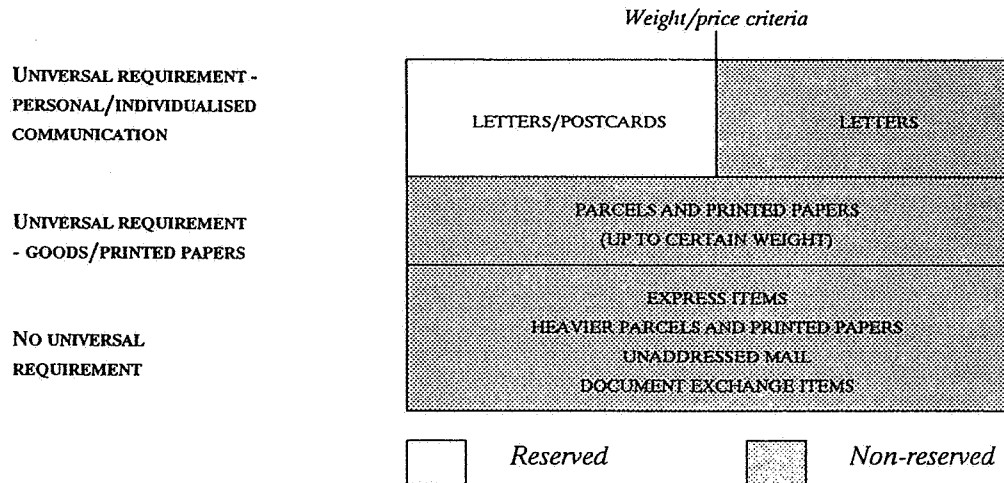 Weight/price criteria
UNIVERSAL REQUIREMENT -
PERSONAL/INDIVIDUALISED
COMMUNICATION
LETTERS/POSTCARDS
LETTERS
UNIVERSAL REQUIREMENT
- GOODS/PRINTED PAPERS
PARCELS AND PRINTED PAPERS
(UP TO CERTAIN WEIGHT)
NO UNIVERSAL
REQUIREMENT
EXPRESS ITEMS
HEAVIER PARCELS AND PRINTED PAPERS
UNADDRESSED MAIL
DOCUMENT EXCHANGE ITEMS
Reserved
Non-reserved